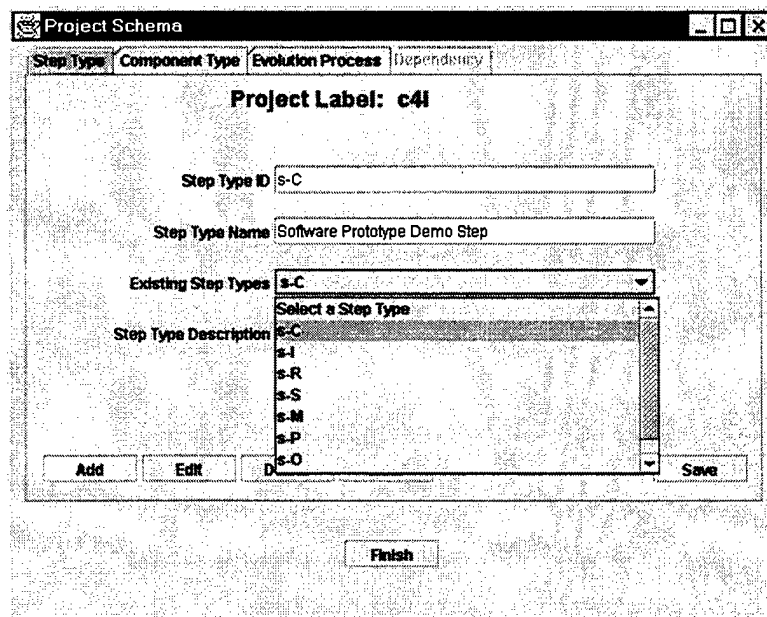 Project Schema
Step Type Component Type Evolution Process Dependency
Project Label: c4I
Step Type ID s-C
Step Type Name Software Prototype Demo Step
Existing Step Types s-C
Select a Step Type
Step Type Description s-C
s-I
s-R
s-S
s-M
s-P
s-O
Add Edit Save
Finish